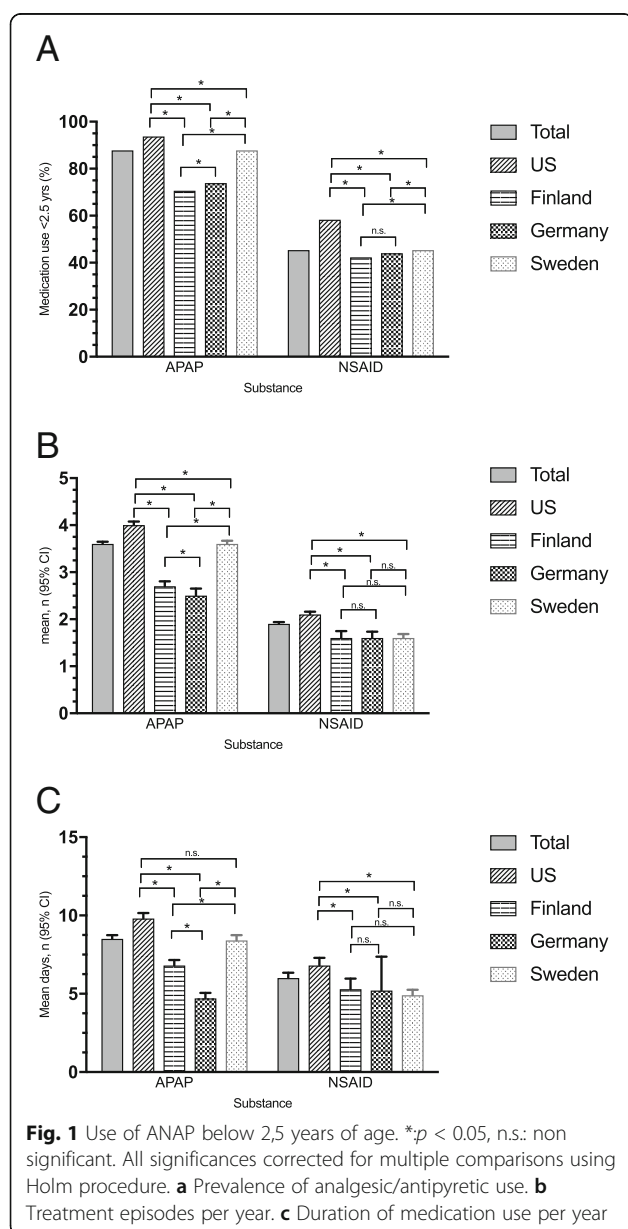 A
Medication use <2.5 yrs (%)
100
80
60
40
20
0
*
*
*
*
*
*
*
*
*
*
*
n.s.
APAP
NSAID
Substance
Total
US
Finland
Germany
Sweden
B
mean, n (95% CI)
5
4
3
2
1
0
*
*
*
*
*
*
*
*
*
n.s.
n.s.
n.s.
APAP
NSAID
Substance
Total
US
Finland
Germany
Sweden
C
Mean days, n (95% CI)
15
10
5
0
n.s.
*
*
*
*
*
*
*
*
n.s.
n.s.
n.s.
APAP
NSAID
Substance
Total
US
Finland
Germany
Sweden
Fig. 1 Use of ANAP below 2,5 years of age. *:p < 0.05, n.s.: non
significant. All significances corrected for multiple comparisons using
Holm procedure. a Prevalence of analgesic/antipyretic use. b
Treatment episodes per year. c Duration of medication use per year